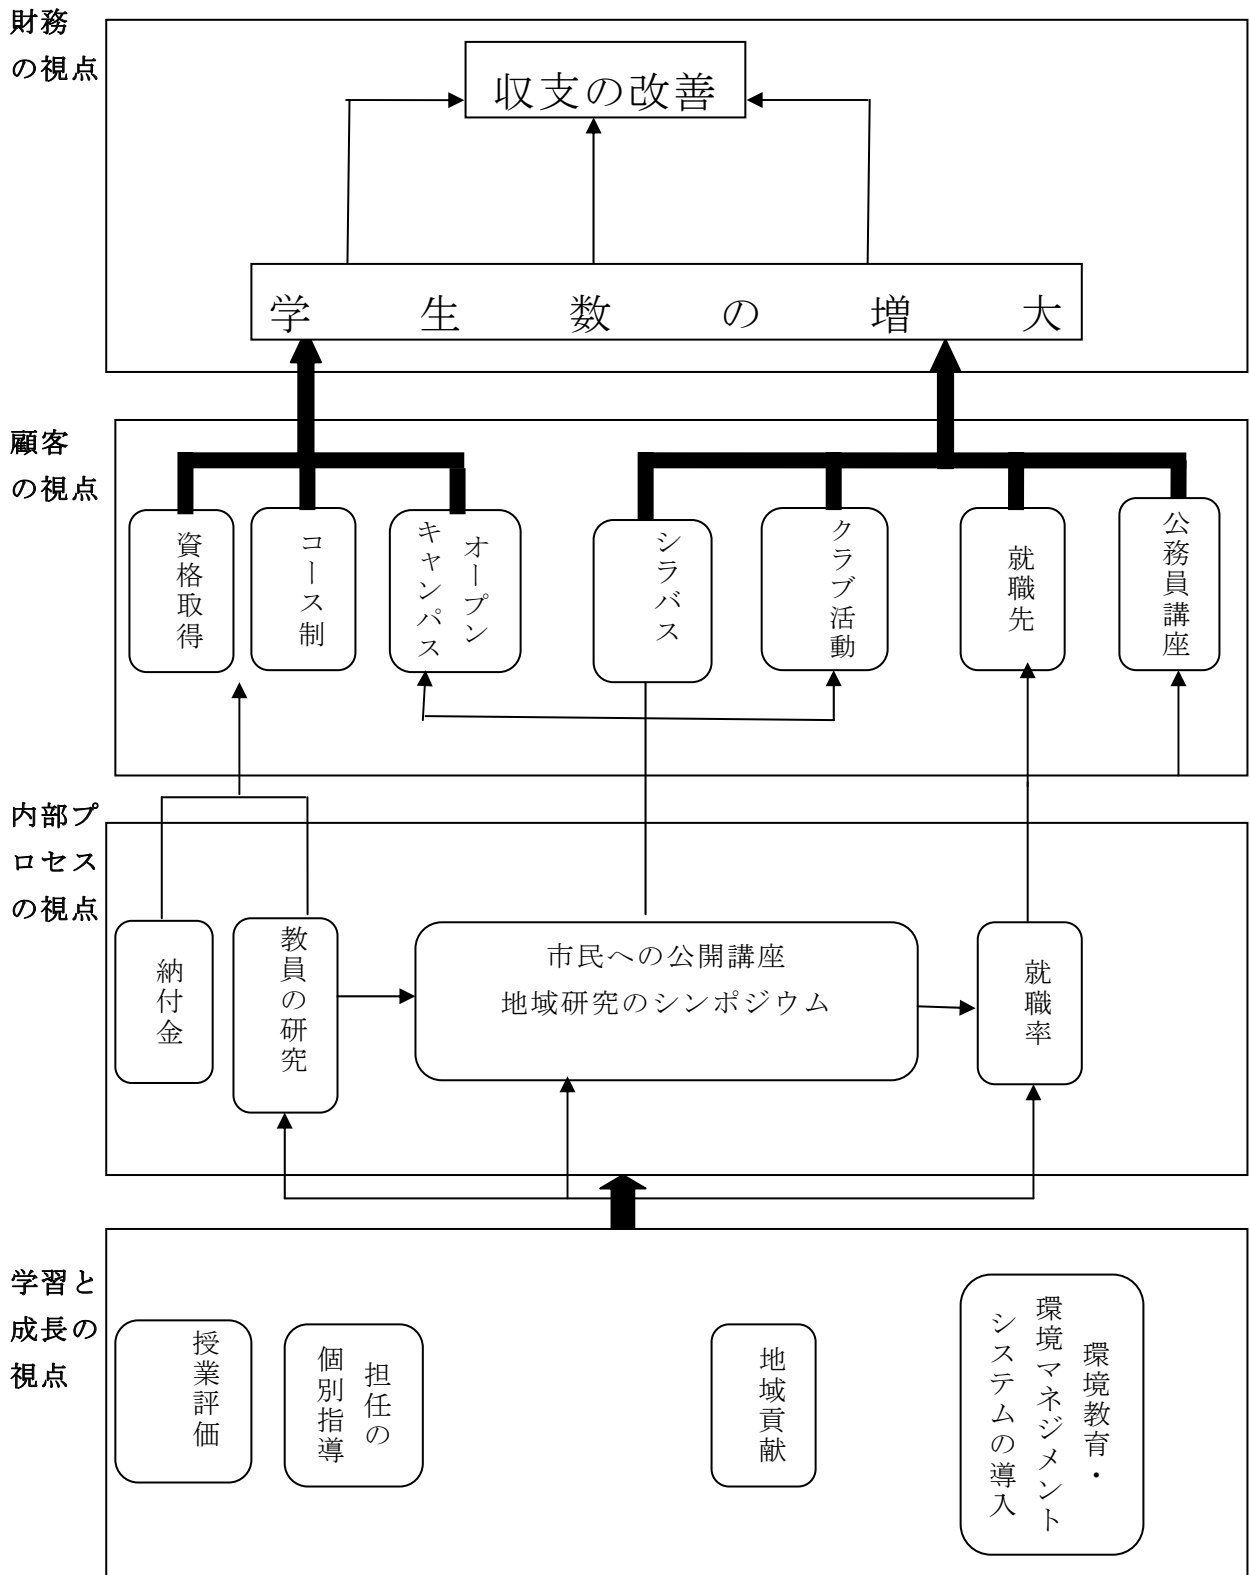 財務
の視点
収支の改善
学生数の増大
顧客
の視点
資格取得
コース制
オープン
キャンパス
シラバス
クラブ活動
就職先
公務員講座
内部プ
ロセス
の視点
納付金
教員の研究
市民への公開講座
地域研究のシンポジウム
就職率
学習と
成長の
視点
授業評価
担任の
個別指導
地域貢献
環境教育・
環境マネジメント
システムの導入